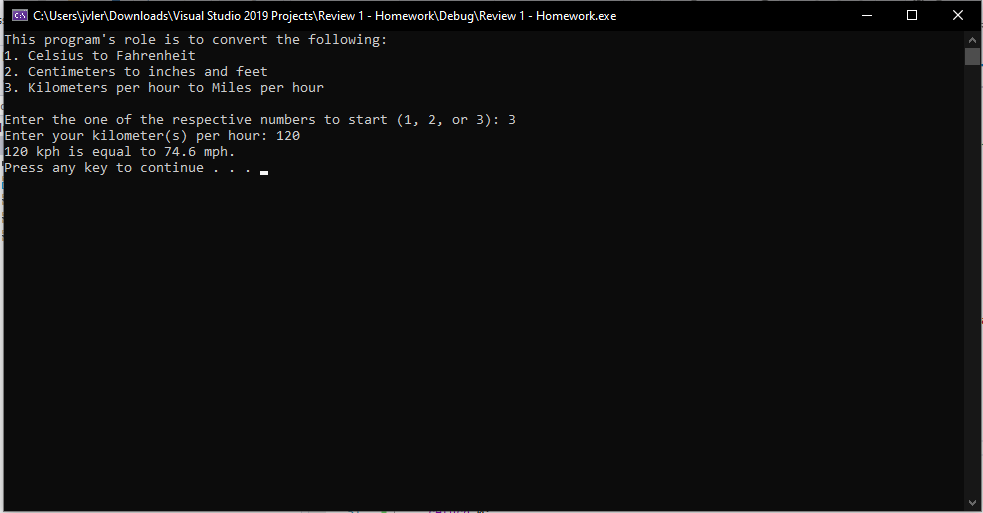 C:\Users\jvler\Downloads\Visual Studio 2019 Projects\Review 1 - Homework\Debug\Review 1 - Homework.exe
This program's role is to convert the following:
1. Celsius to Fahrenheit
2. Centimeters to inches and feet
3. Kilometers per hour to Miles per hour
Enter the one of the respective numbers to start (1, 2, or 3): 3
Enter your kilometer(s) per hour: 120
120 kph is equal to 74.6 mph.
Press any key to continue . . .